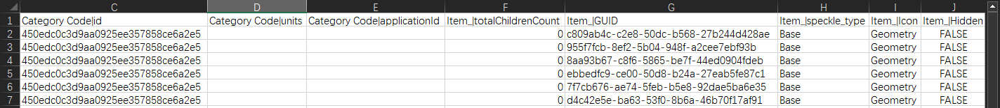 C D E F G H I J
1 Category Code|id Category Code|units Category Code|applicationId Item_|totalChildrenCount Item_|GUID Item_|speckle_type Item_|Icon Item_|Hidden
2 450edc0c3d9aa0925ee357858ce6a2e5 0 c809ab4c-c2e8-50dc-b568-27b244d428ae Base Geometry FALSE
3 450edc0c3d9aa0925ee357858ce6a2e5 0 955f7fcb-8ef2-5b04-948f-a2cee7ebf93b Base Geometry FALSE
4 450edc0c3d9aa0925ee357858ce6a2e5 0 8aa93b67-c8f6-5865-be7f-44ed0904fdeb Base Geometry FALSE
5 450edc0c3d9aa0925ee357858ce6a2e5 0 ebbedfc9-ce00-50d8-b24a-27eab5fe87c1 Base Geometry FALSE
6 450edc0c3d9aa0925ee357858ce6a2e5 0 7f7cb676-ae74-5feb-b5e8-92dae5ba6e35 Base Geometry FALSE
7 450edc0c3d9aa0925ee357858ce6a2e5 0 d4c42e5e-ba63-53f0-8b6a-46b70f17af91 Base Geometry FALSE